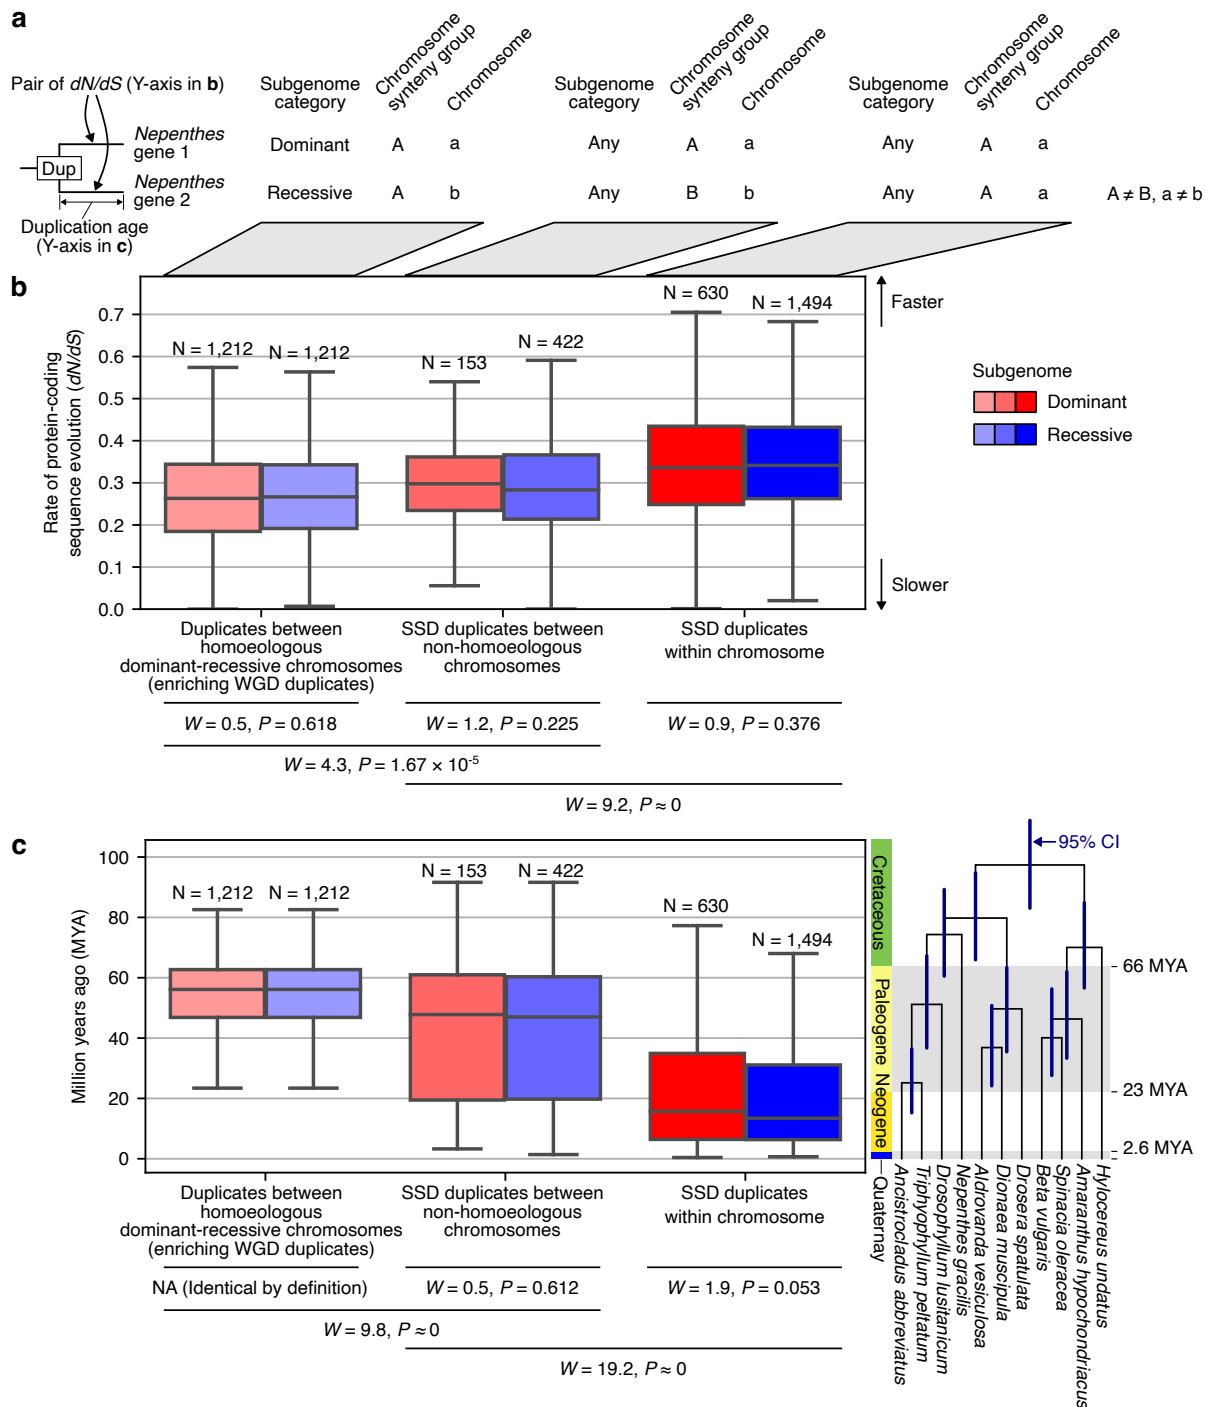 a
Pair of dN/dS (Y-axis in b)
Nepenthes
gene 1
Dup
Nepenthes
gene 2
Duplication age
(Y-axis in c)
Subgenome
category
Chromosome
synteny group
Chromosome
Dominant A a
Recessive A b
Subgenome
category
Chromosome
synteny group
Chromosome
Any A a
Any B b
Subgenome
category
Chromosome
synteny group
Chromosome
Any A a
Any A a
A ≠ B, a ≠ b
b
Rate of protein-coding
sequence evolution (dN/dS)
0.7
0.6
0.5
0.4
0.3
0.2
0.1
0.0
N = 1,212
N = 1,212
N = 153
N = 422
N = 630
N = 1,494
Faster
Slower
Subgenome
Dominant
Recessive
Duplicates between
homoeologous
dominant-recessive chromosomes
(enriching WGD duplicates)
SSD duplicates between
non-homoeologous
chromosomes
SSD duplicates
within chromosome
W = 0.5, P = 0.618
W = 1.2, P = 0.225
W = 0.9, P = 0.376
W = 4.3, P = 1.67 × 10⁻⁵
W = 9.2, P ≈ 0
c
Million years ago (MYA)
100
80
60
40
20
0
N = 1,212
N = 1,212
N = 153
N = 422
N = 630
N = 1,494
Duplicates between
homoeologous
dominant-recessive chromosomes
(enriching WGD duplicates)
SSD duplicates between
non-homoeologous
chromosomes
SSD duplicates
within chromosome
NA (Identical by definition)
W = 0.5, P = 0.612
W = 1.9, P = 0.053
W = 9.8, P ≈ 0
W = 19.2, P ≈ 0
Cretaceous
Paleogene
Neogene
Quaternay
95% CI
66 MYA
23 MYA
2.6 MYA
Ancistrocladus abbreviatus
Triphyophyllum peltatum
Drosophyllum lusitanicum
Nepenthes gracilis
Aldrovanda vesiculosa
Dionaea muscipula
Drosera spatulata
Beta vulgaris
Spinacia oleracea
Amaranthus hypochondriacus
Hylocereus undatus